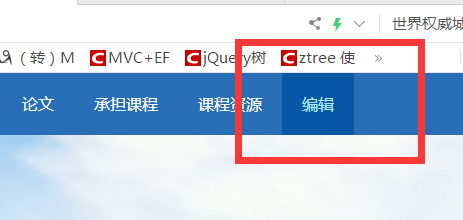 世界权威城
（转）M MVC+EF jQuery树 ztree 使 »
论文 承担课程 课程资源 编辑